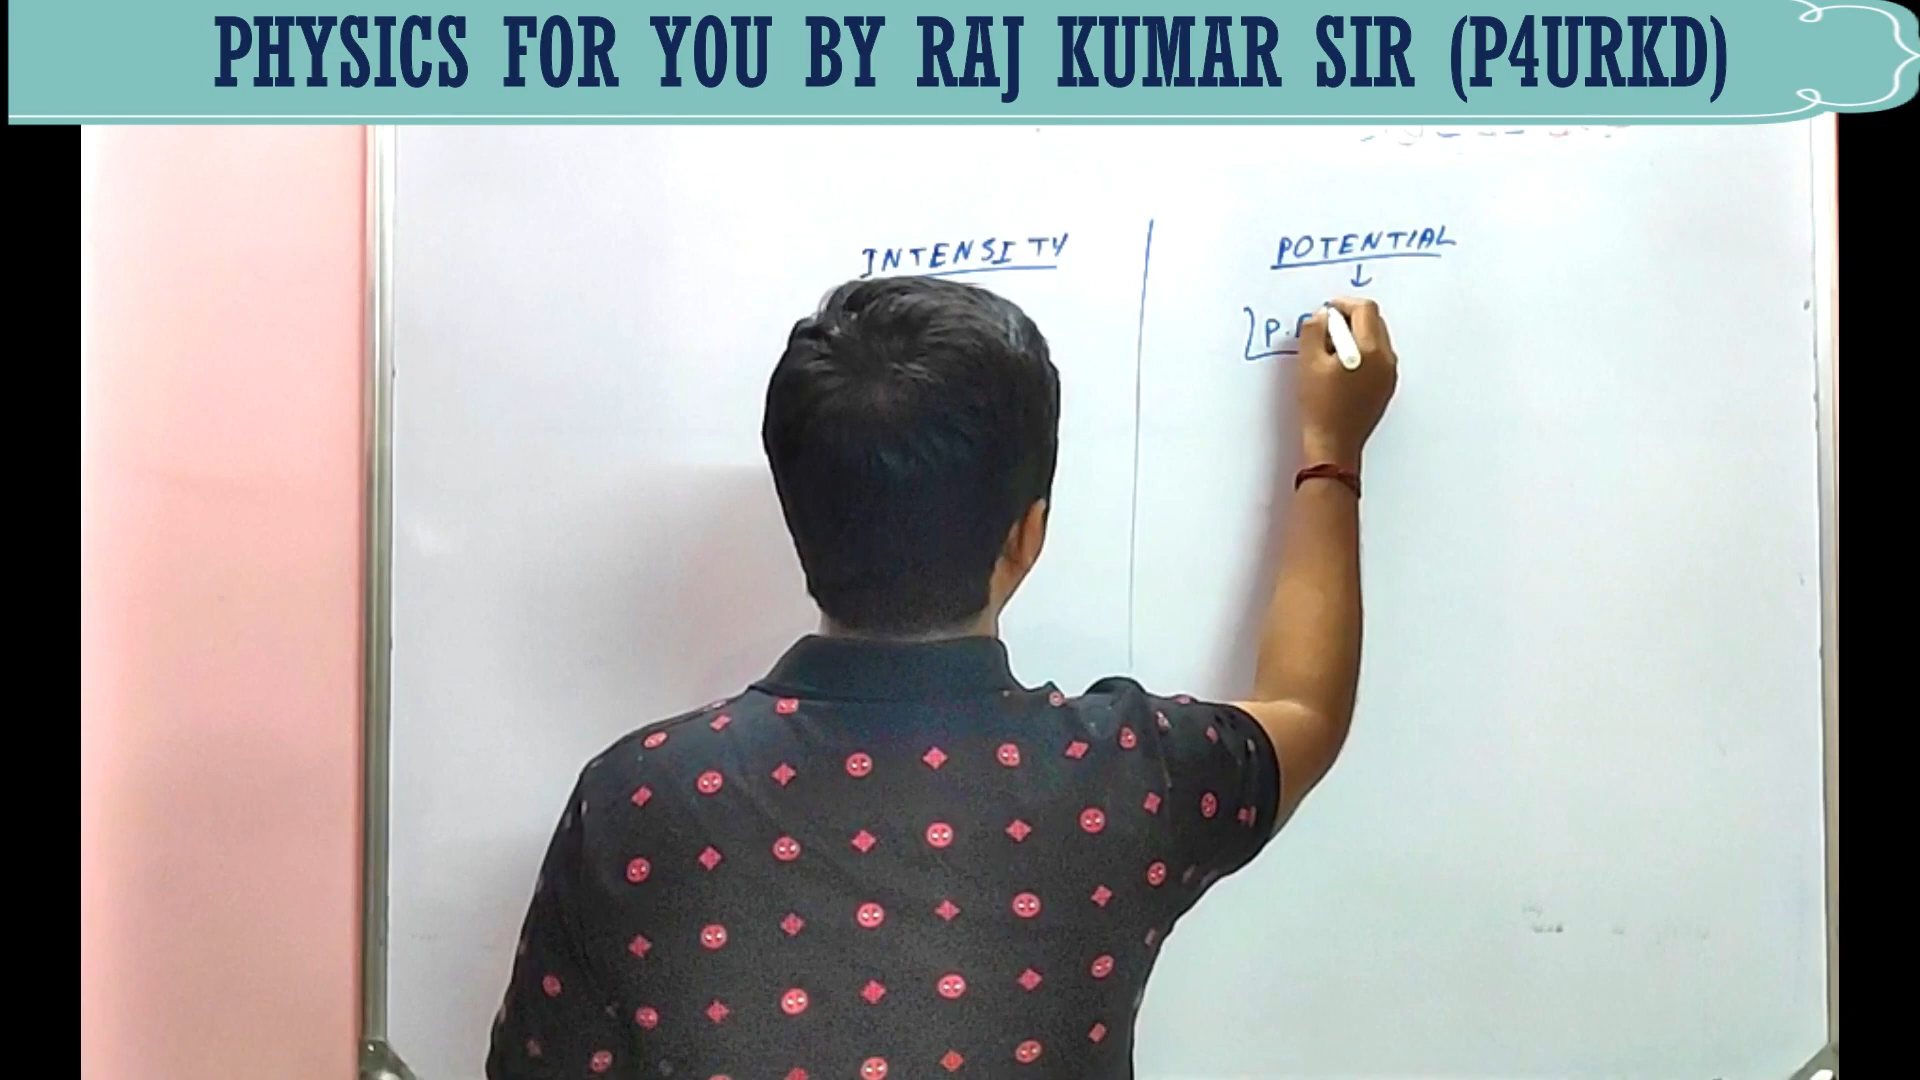 PHYSICS FOR YOU BY RAJ KUMAR SIR (P4URKD)
INTENSITY
POTENTIAL
↓